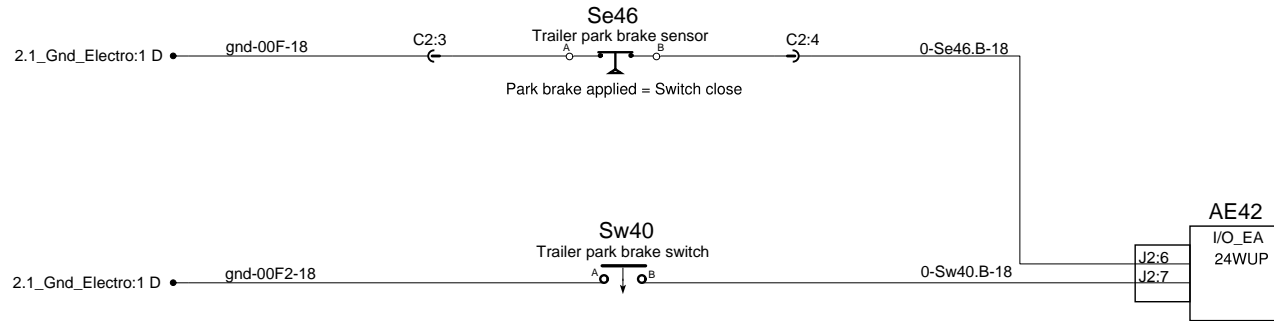 Se46
Trailer park brake sensor
2.1_Gnd_Electro:1 D
gnd-00F-18
C2:3
A
B
C2:4
0-Se46.B-18
Park brake applied = Switch close
Sw40
Trailer park brake switch
2.1_Gnd_Electro:1 D
gnd-00F2-18
A
B
0-Sw40.B-18
AE42
I/O_EA
24WUP
J2:6
J2:7